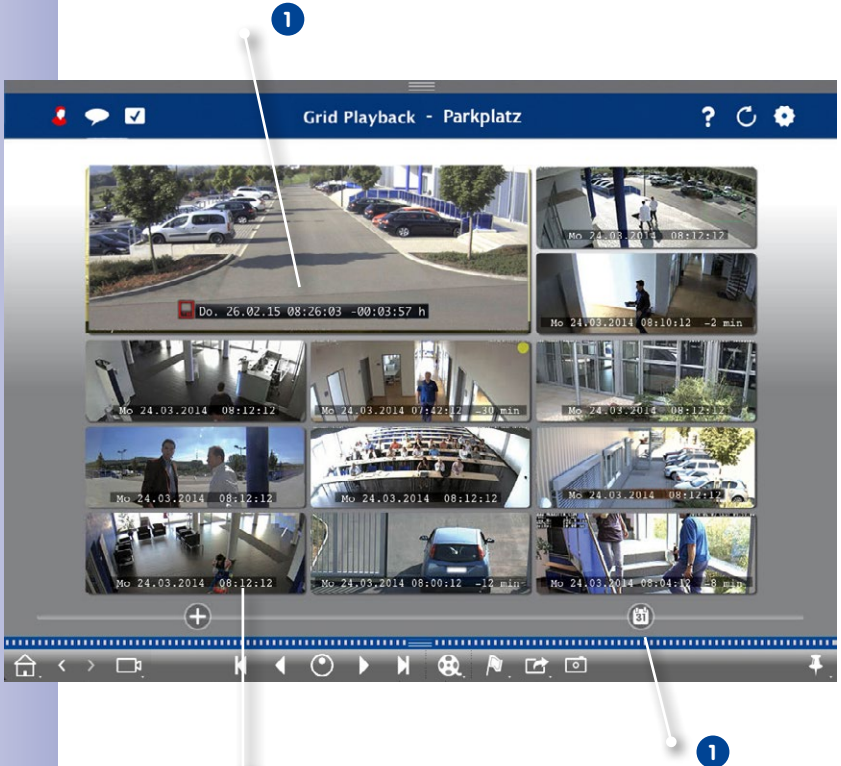 1
Grid Playback - Parkplatz
?
Mo 24.03.2014 08:12:12
Do. 26.02.15 08:26:03 -00:03:57 h
Mo 24.03.2014 08:10:12 -2 min
Mo 24.03.2014 08:12:12
Mo 24.03.2014 07:42:12 -30 min
Mo 24.03.2014 08:12:12
Mo 24.03.2014 08:12:12
Mo 24.03.2014 08:12:12
Mo 24.03.2014 08:12:12
Mo 24.03.2014 08:12:12
Mo 24.03.2014 08:00:12 -12 min
Mo 24.03.2014 08:04:12 -8 min
31
1